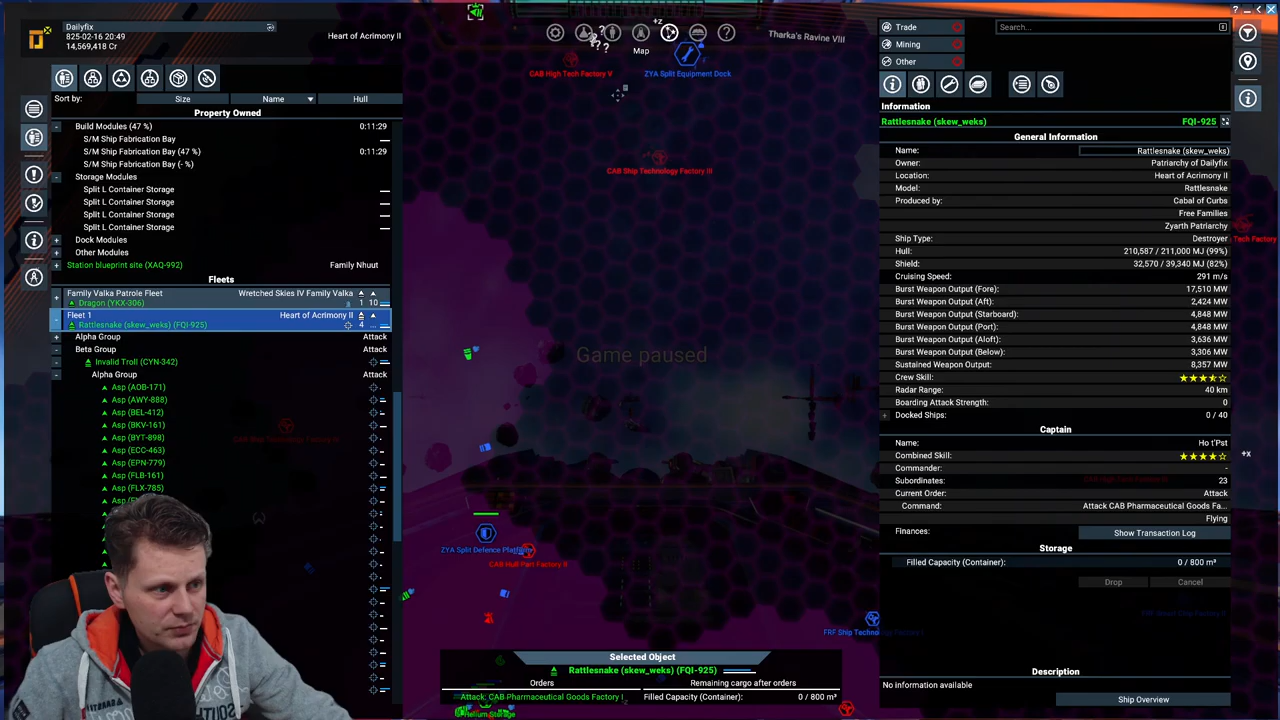 Dailyfix
825-02-16 20:49
14,569,418 Cr
Heart of Acrimony II
Sort by:
Size
Name
Hull
Property Owned
Build Modules (47 %)
0:11:29
S/M Ship Fabrication Bay
S/M Ship Fabrication Bay (47 %)
0:11:29
S/M Ship Fabrication Bay (- %)
Storage Modules
Split L Container Storage
Split L Container Storage
Split L Container Storage
Split L Container Storage
Dock Modules
Other Modules
Station blueprint site (XAQ-992)
Family Nhuut
Fleets
Family Valka Patrole Fleet
Wretched Skies IV Family Valka
Dragon (YKX-306)
1 10
Fleet 1
Heart of Acrimony II
Rattlesnake (skew_weks) (FQI-925)
4 ...
Alpha Group
Attack
Beta Group
Attack
Invalid Troll (CYN-342)
Alpha Group
Attack
Asp (AOB-171)
Asp (AWY-888)
Asp (BEL-412)
Asp (BKV-161)
Asp (BYT-898)
Asp (ECC-463)
Asp (EPN-779)
Asp (FLB-161)
Asp (FLX-785)
+z
Map
Tharka's Ravine VIII
CAB High Tech Factory V
ZYA Split Equipment Dock
CAB Ship Technology Factory III
Game paused
ZYA Split Defence Platform
CAB Hull Part Factory II
FRF Ship Technology Factory I
Helium Storage
Selected Object
Rattlesnake (skew_weks) (FQI-925)
Orders
Remaining cargo after orders
Attack: CAB Pharmaceutical Goods Factory I
Filled Capacity (Container):
0 / 800 m³
Trade
Mining
Other
Search...
Information
Rattlesnake (skew_weks)
FQI-925
General Information
Name:
Rattlesnake (skew_weks)
Owner:
Patriarchy of Dailyfix
Location:
Heart of Acrimony II
Model:
Rattlesnake
Produced by:
Cabal of Curbs
Free Families
Zyarth Patriarchy
Ship Type:
Destroyer
Hull:
210,587 / 211,000 MJ (99%)
Shield:
32,570 / 39,340 MJ (82%)
Cruising Speed:
291 m/s
Burst Weapon Output (Fore):
17,510 MW
Burst Weapon Output (Aft):
2,424 MW
Burst Weapon Output (Starboard):
4,848 MW
Burst Weapon Output (Port):
4,848 MW
Burst Weapon Output (Aloft):
3,636 MW
Burst Weapon Output (Below):
3,306 MW
Sustained Weapon Output:
8,357 MW
Crew Skill:
Radar Range:
40 km
Boarding Attack Strength:
0
Docked Ships:
0 / 40
Captain
Name:
Ho t'Pst
Combined Skill:
Commander:
-
Subordinates:
23
Current Order:
Attack
Command:
Attack CAB Pharmaceutical Goods Fa...
Flying
Finances:
Show Transaction Log
Storage
Filled Capacity (Container):
0 / 800 m³
Drop
Cancel
Description
No information available
Ship Overview
Tech Factory
+x